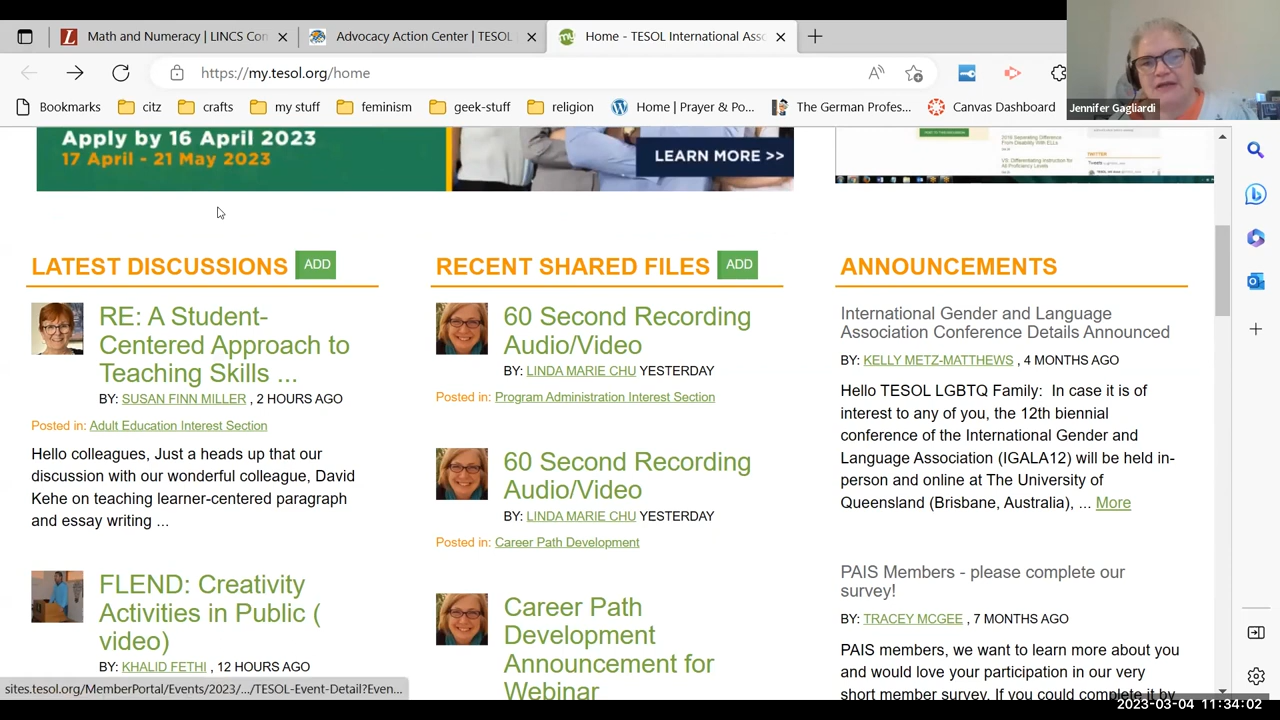 Math and Numeracy | LINCS Con
Advocacy Action Center | TESOL
Home - TESOL International Asso
https://my.tesol.org/home
Bookmarks
citz
crafts
my stuff
feminism
geek-stuff
religion
Home | Prayer & Po...
The German Profes...
Canvas Dashboard
Jennifer Gagliardi
Apply by 16 April 2023
17 April - 21 May 2023
LEARN MORE >>
LATEST DISCUSSIONS ADD
RE: A Student-
Centered Approach to
Teaching Skills ...
BY: SUSAN FINN MILLER , 2 HOURS AGO
Posted in: Adult Education Interest Section
Hello colleagues, Just a heads up that our
discussion with our wonderful colleague, David
Kehe on teaching learner-centered paragraph
and essay writing ...
FLEND: Creativity
Activities in Public (
video)
BY: KHALID FETHI , 12 HOURS AGO
RECENT SHARED FILES ADD
60 Second Recording
Audio/Video
BY: LINDA MARIE CHU YESTERDAY
Posted in: Program Administration Interest Section
60 Second Recording
Audio/Video
BY: LINDA MARIE CHU YESTERDAY
Posted in: Career Path Development
Career Path
Development
Announcement for
Webinar
ANNOUNCEMENTS
International Gender and Language
Association Conference Details Announced
BY: KELLY METZ-MATTHEWS , 4 MONTHS AGO
Hello TESOL LGBTQ Family: In case it is of
interest to any of you, the 12th biennial
conference of the International Gender and
Language Association (IGALA12) will be held in-
person and online at The University of
Queensland (Brisbane, Australia), ... More
PAIS Members - please complete our
survey!
BY: TRACEY MCGEE , 7 MONTHS AGO
PAIS members, we want to learn more about you
and would love your participation in our very
short member survey. If you could complete it by
sites.tesol.org/MemberPortal/Events/2023/.../TESOL-Event-Detail?Even...
2023-03-04 11:34:02